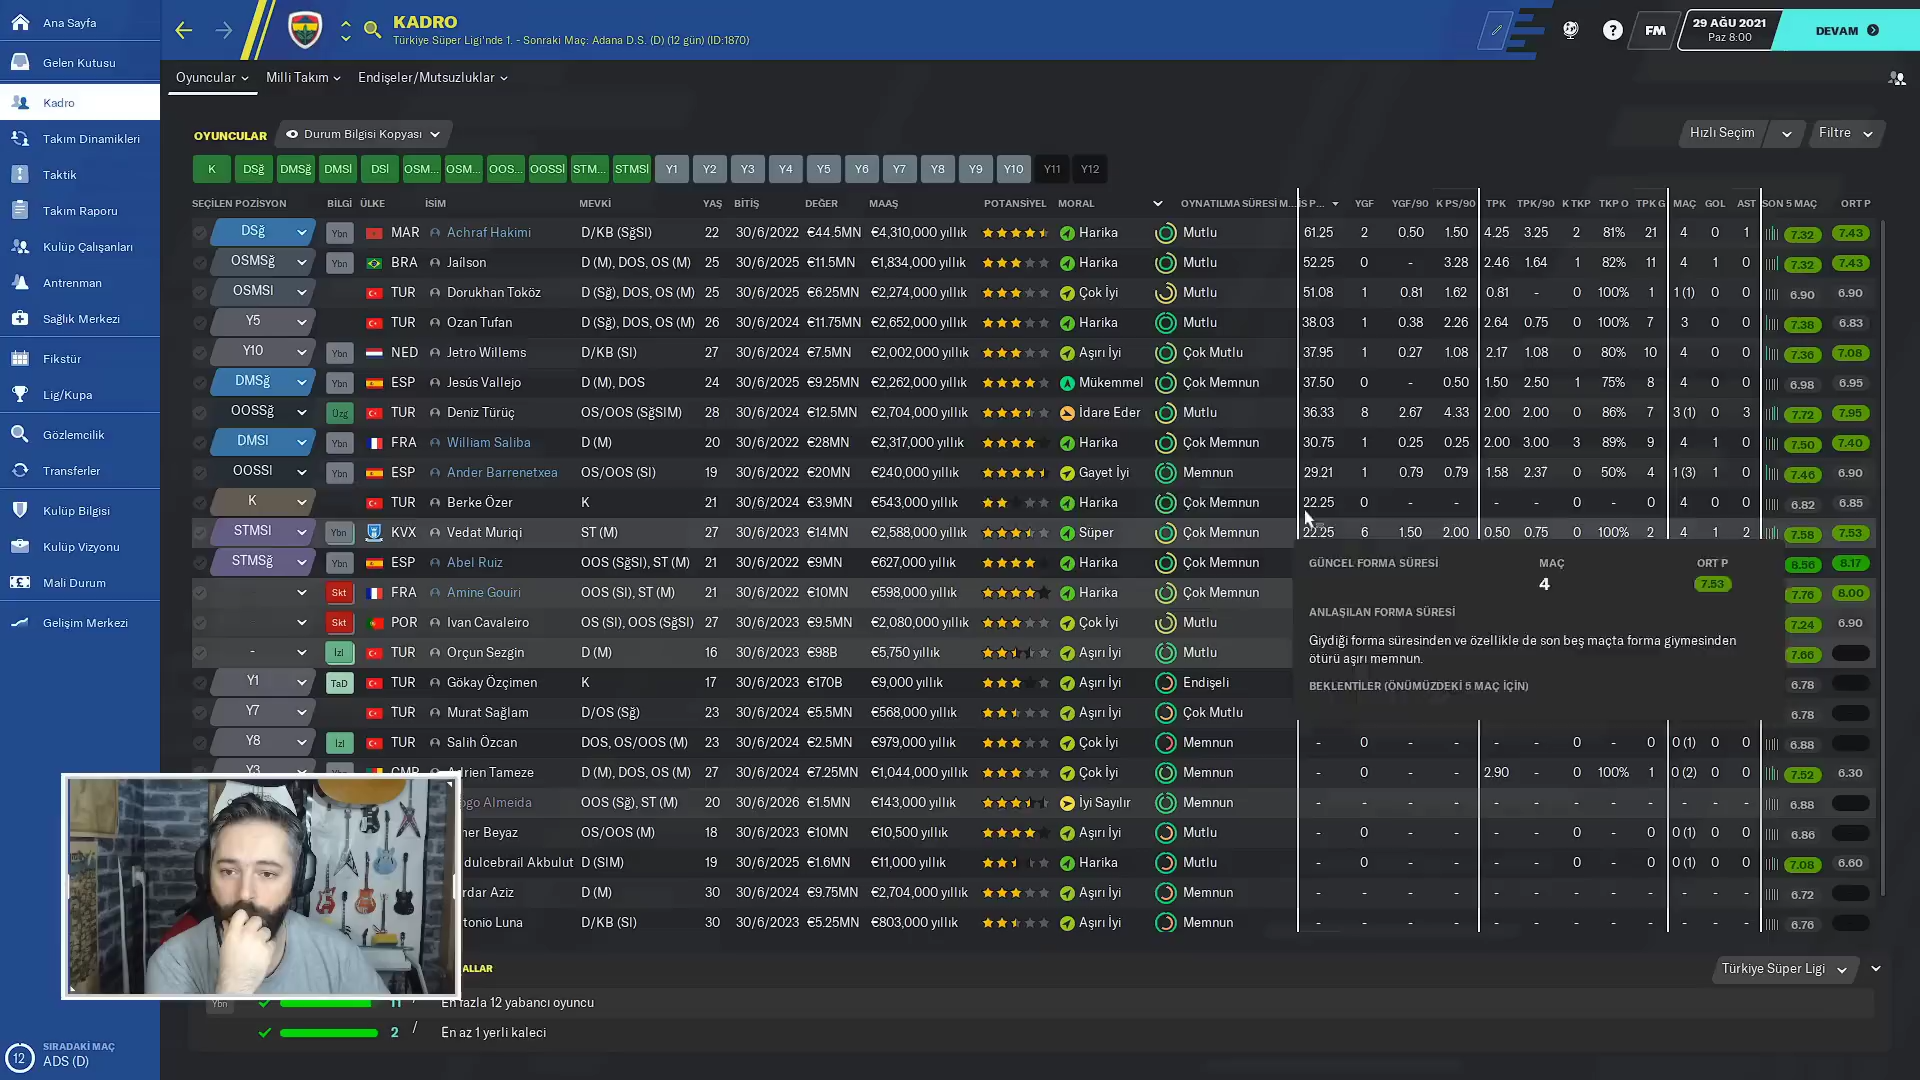 Ana Sayfa
Gelen Kutusu
Kadro
Takım Dinamikleri
Taktik
Takım Raporu
Kulüp Çalışanları
Antrenman
Sağlık Merkezi
Fikstür
Lig/Kupa
Gözlemcilik
Transferler
Kulüp Bilgisi
Kulüp Vizyonu
Mali Durum
Gelişim Merkezi
12 SIRADAKİ MAÇ
ADS (D)
KADRO
Türkiye Süper Ligi'nde 1. - Sonraki Maç: Adana D.S. (D) (12 gün) (ID:1870)
FM
29 AĞU 2021
Paz 8:00
DEVAM
Oyuncular Milli Takım Endişeler/Mutsuzluklar
OYUNCULAR Durum Bilgisi Kopyası Hızlı Seçim Filtre
K DSğ DMSğ DMSl DSl OSM... OSM... OOS... OOSSl STM... STMSl Y1 Y2 Y3 Y4 Y5 Y6 Y7 Y8 Y9 Y10 Y11 Y12
SEÇİLEN POZİSYON BİLGİ ÜLKE İSİM MEVKİ YAŞ BİTİŞ DEĞER MAAŞ POTANSİYEL MORAL OYNATILMA SÜRESİ M... İS P... YGF YGF/90 K PS/90 TPK TPK/90 K TKP TKP O TPK G MAÇ GOL AST SON 5 MAÇ ORT P
DSğ Ybn MAR Achraf Hakimi D/KB (SğSl) 22 30/6/2022 €44.5MN €4,310,000 yıllık Harika Mutlu 61.25 2 0.50 1.50 4.25 3.25 2 81% 21 4 0 1 7.32 7.43
OSMSğ Ybn BRA Jailson D (M), DOS, OS (M) 25 30/6/2025 €11.5MN €1,834,000 yıllık Harika Mutlu 52.25 0 - 3.28 2.46 1.64 1 82% 11 4 1 0 7.32 7.43
OSMSl TUR Dorukhan Toköz D (Sğ), DOS, OS (M) 25 30/6/2025 €6.25MN €2,274,000 yıllık Çok İyi Mutlu 51.08 1 0.81 1.62 0.81 - 0 100% 1 1 (1) 0 0 6.90 6.90
Y5 TUR Ozan Tufan D (Sğ), DOS, OS (M) 26 30/6/2024 €11.75MN €2,652,000 yıllık Harika Mutlu 38.03 1 0.38 2.26 2.64 0.75 0 100% 7 3 0 0 7.38 6.83
Y10 Ybn NED Jetro Willems D/KB (Sl) 27 30/6/2024 €7.5MN €2,002,000 yıllık Aşırı İyi Çok Mutlu 37.95 1 0.27 1.08 2.17 1.08 0 80% 10 4 0 0 7.36 7.08
DMSğ Ybn ESP Jesús Vallejo D (M), DOS 24 30/6/2025 €9.25MN €2,262,000 yıllık Mükemmel Çok Memnun 37.50 0 - 0.50 1.50 2.50 1 75% 8 4 0 0 6.98 6.95
OOSSğ Üzg TUR Deniz Türüç OS/OOS (SğSlM) 28 30/6/2024 €12.5MN €2,704,000 yıllık İdare Eder Mutlu 36.33 8 2.67 4.33 2.00 2.00 0 86% 7 3 (1) 0 3 7.72 7.95
DMSl Ybn FRA William Saliba D (M) 20 30/6/2022 €28MN €2,317,000 yıllık Harika Çok Memnun 30.75 1 0.25 0.25 2.00 3.00 3 89% 9 4 1 0 7.50 7.40
OOSSl Ybn ESP Ander Barrenetxea OS/OOS (Sl) 19 30/6/2022 €20MN €240,000 yıllık Gayet İyi Memnun 29.21 1 0.79 0.79 1.58 2.37 0 50% 4 1 (3) 1 0 7.46 6.90
K TUR Berke Özer K 21 30/6/2024 €3.9MN €543,000 yıllık Harika Çok Memnun 22.25 0 - - - - 0 - 0 4 0 0 6.82 6.85
STMSl Ybn KVX Vedat Muriqi ST (M) 27 30/6/2023 €14MN €2,588,000 yıllık Süper Çok Memnun 22.25 6 1.50 2.00 0.50 0.75 0 100% 2 4 1 2 7.58 7.53
STMSğ Ybn ESP Abel Ruiz OOS (SğSl), ST (M) 21 30/6/2022 €9MN €627,000 yıllık Harika Çok Memnun 8.56 8.17
Skt FRA Amine Gouiri OOS (Sl), ST (M) 21 30/6/2022 €10MN €598,000 yıllık Harika Çok Memnun 7.76 8.00
Skt POR Ivan Cavaleiro OS (Sl), OOS (SğSl) 27 30/6/2023 €9.5MN €2,080,000 yıllık Çok İyi Mutlu 7.24 6.90
- İzl TUR Orçun Sezgin D (M) 16 30/6/2023 €98B €5,750 yıllık Aşırı İyi Mutlu 7.66
Y1 TaD TUR Gökay Özçimen K 17 30/6/2023 €170B €9,000 yıllık Aşırı İyi Endişeli 6.78
Y7 TUR Murat Sağlam D/OS (Sğ) 23 30/6/2024 €5.5MN €568,000 yıllık Aşırı İyi Çok Mutlu 6.78
Y8 İzl TUR Salih Özcan DOS, OS/OOS (M) 23 30/6/2024 €2.5MN €979,000 yıllık Çok İyi Memnun - 0 - - - - 0 - 0 0 (1) 0 0 6.88
Y3 CMR Adrien Tameze D (M), DOS, OS (M) 27 30/6/2024 €7.25MN €1,044,000 yıllık Çok İyi Memnun - 0 - - 2.90 - 0 100% 1 0 (2) 0 0 7.52 6.30
ogo Almeida OOS (Sğ), ST (M) 20 30/6/2026 €1.5MN €143,000 yıllık İyi Sayılır Memnun - - - - - - - - - - - - 6.88
ner Beyaz OS/OOS (M) 18 30/6/2023 €10MN €10,500 yıllık Aşırı İyi Mutlu - 0 - - - - 0 - 0 0 (1) 0 0 6.86
dulcebrail Akbulut D (SlM) 19 30/6/2025 €1.6MN €11,000 yıllık Harika Mutlu - 0 - - - - 0 - 0 0 (1) 0 0 7.08 6.60
rdar Aziz D (M) 30 30/6/2024 €9.75MN €2,704,000 yıllık Aşırı İyi Memnun - - - - - - - - - - - - 6.72
tonio Luna D/KB (Sl) 30 30/6/2023 €5.25MN €803,000 yıllık Aşırı İyi Memnun - - - - - - - - - - - - 6.76
GÜNCEL FORMA SÜRESİ MAÇ ORT P
4 7.53
ANLAŞILAN FORMA SÜRESİ
Giydiği forma süresinden ve özellikle de son beş maçta forma giymesinden
ötürü aşırı memnun.
BEKLENTİLER (ÖNÜMÜZDEKİ 5 MAÇ İÇİN)
ALLAR Türkiye Süper Ligi
Ybn 11 / En fazla 12 yabancı oyuncu
2 / En az 1 yerli kaleci